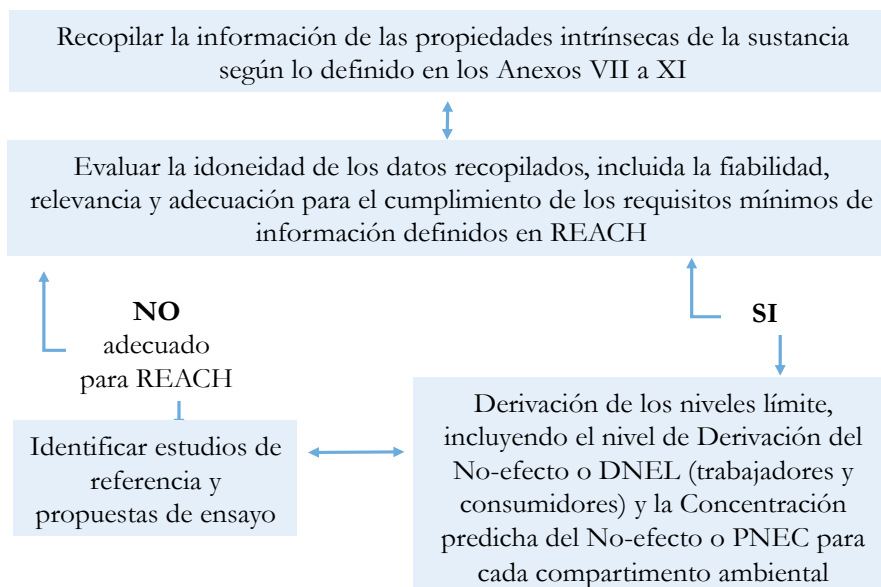 Recopilar la información de las propiedades intrínsecas de la sustancia
según lo definido en los Anexos VII a XI
Evaluar la idoneidad de los datos recopilados, incluida la fiabilidad,
relevancia y adecuación para el cumplimiento de los requisitos mínimos de
información definidos en REACH
NO
adecuado
para REACH
SI
Identificar estudios de
referencia y
propuestas de ensayo
Derivación de los niveles límite,
incluyendo el nivel de Derivación del
No-efecto o DNEL (trabajadores y
consumidores) y la Concentración
predicha del No-efecto o PNEC para
cada compartimento ambiental